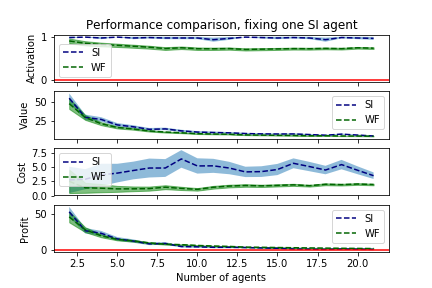 Performance comparison, fixing one SI agent
Activation
1
0
SI
WF
Value
50
25
SI
WF
Cost
7.5
5.0
2.5
0.0
SI
WF
Profit
50
0
SI
WF
2.5 5.0 7.5 10.0 12.5 15.0 17.5 20.0
Number of agents